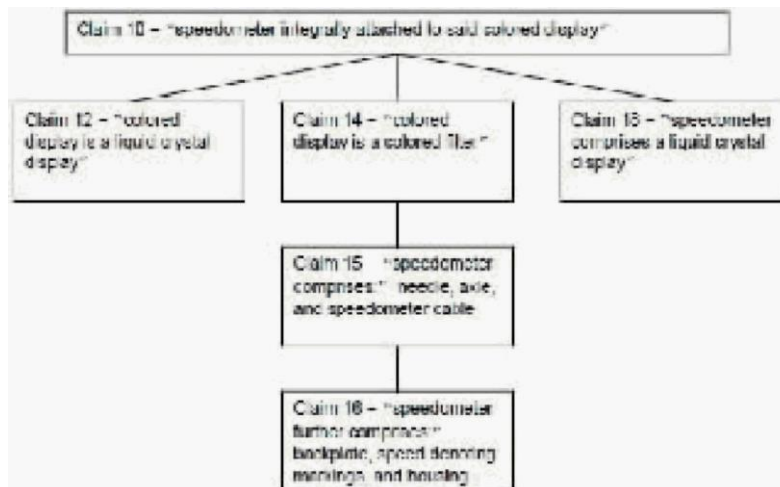 Claim 10 – "speedometer integrally attached to said colored display"
Claim 12 – "colored
display is a liquid crystal
display"
Claim 14 – "colored
display is a colored filter"
Claim 18 – "speedometer
comprises a liquid crystal
display"
Claim 15 – "speedometer
comprises:" needle, axle,
and speedometer cable
Claim 16 – "speedometer
further comprises:"
backplate, speed denoting
markings, and housing